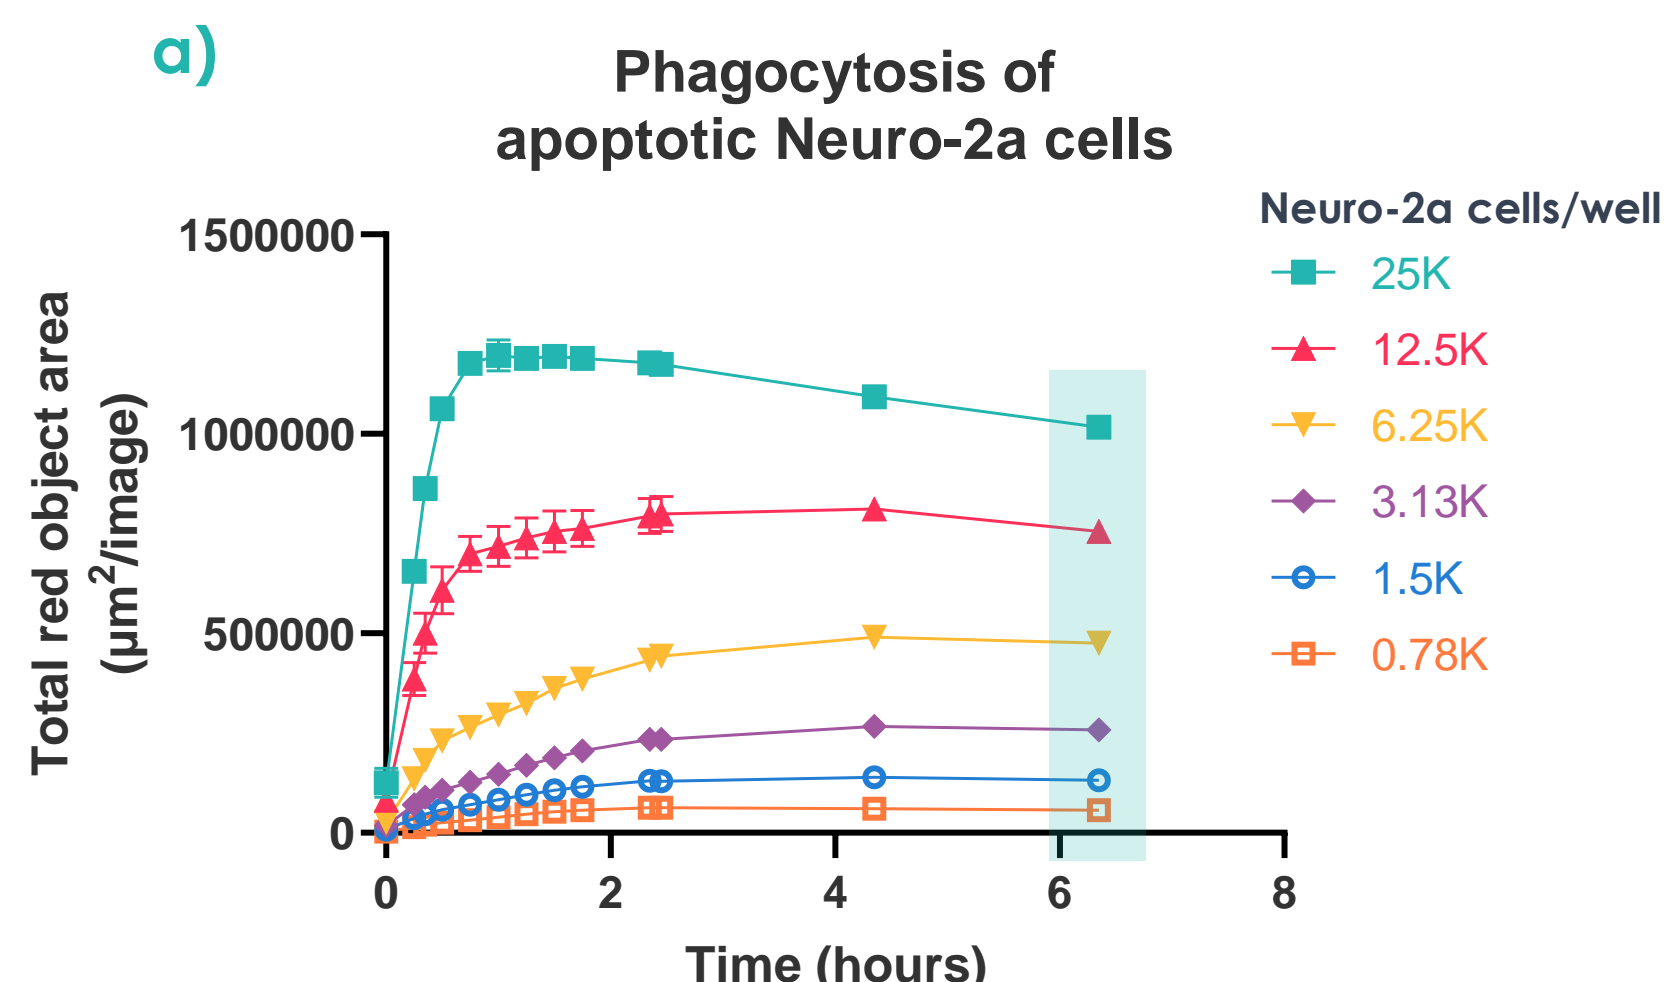 a)
Phagocytosis of
apoptotic Neuro-2a cells
Total red object area
(µm²/image)
1500000
1000000
500000
0
0 2 4 6 8
Time (hours)
Neuro-2a cells/well
25K
12.5K
6.25K
3.13K
1.5K
0.78K